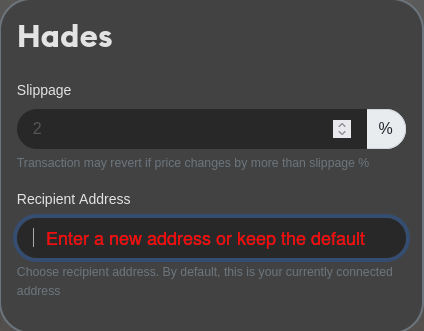 Hades
Slippage
2
%
Transaction may revert if price changes by more than slippage %
Recipient Address
Enter a new address or keep the default
Choose recipient address. By default, this is your currently connected
address